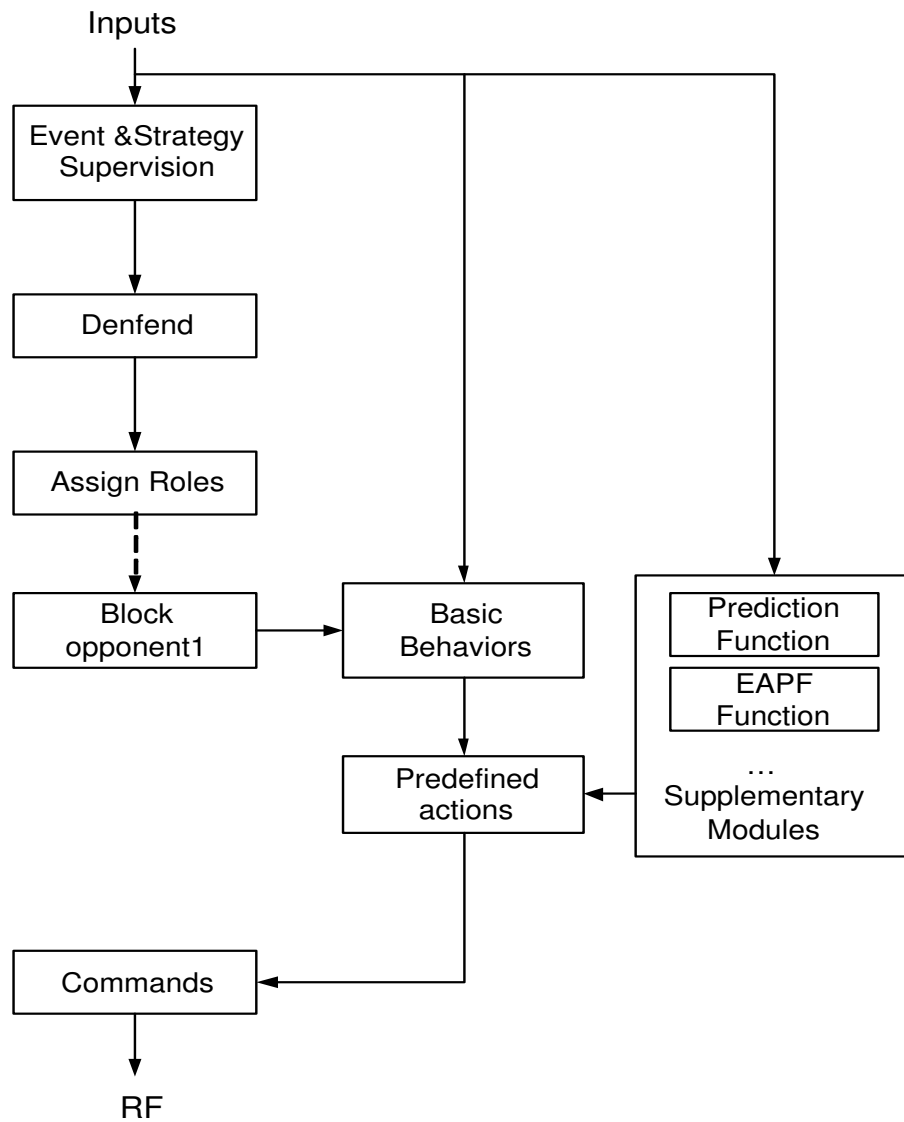 Inputs
Event &Strategy
Supervision
Denfend
Assign Roles
Block
opponent1
Basic
Behaviors
Prediction
Function
EAPF
Function
...
Supplementary
Modules
Predefined
actions
Commands
RF